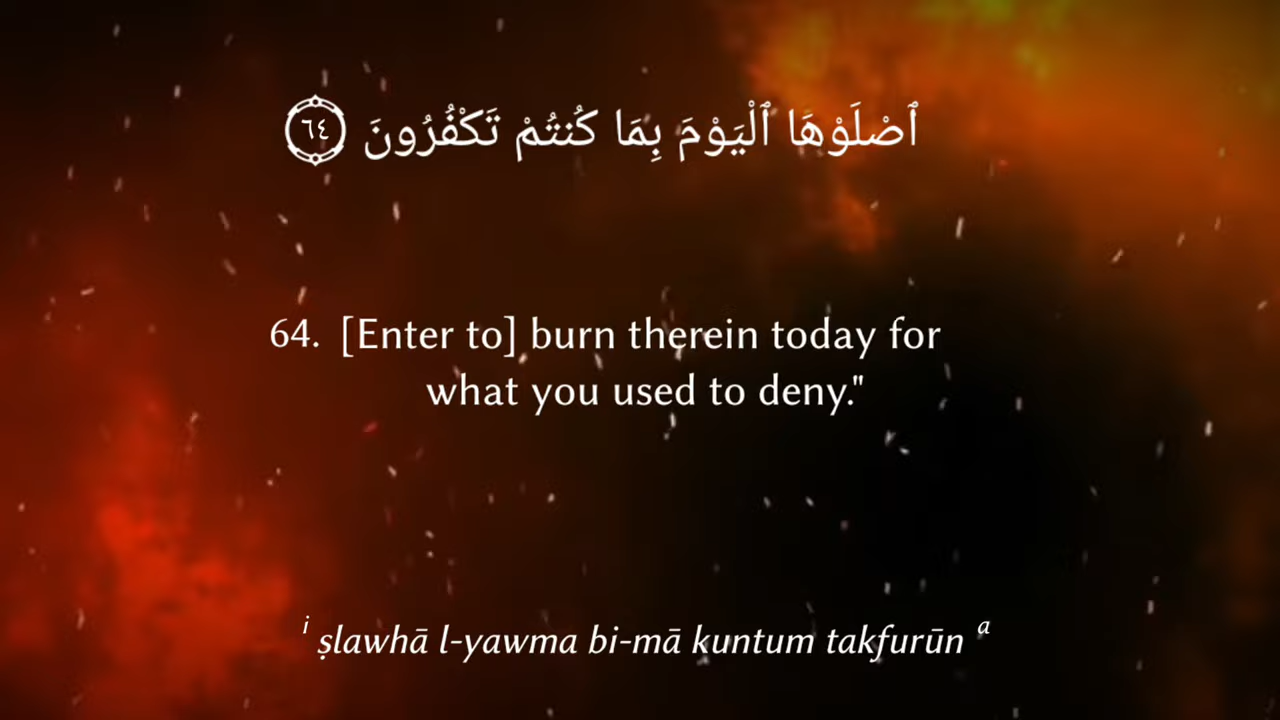 ٱصْلَوْهَا ٱلْيَوْمَ بِمَا كُنتُمْ تَكْفُرُونَ ٦٤
64. [Enter to] burn therein today for
what you used to deny."
i ṣlawhā l-yawma bi-mā kuntum takfurūn a